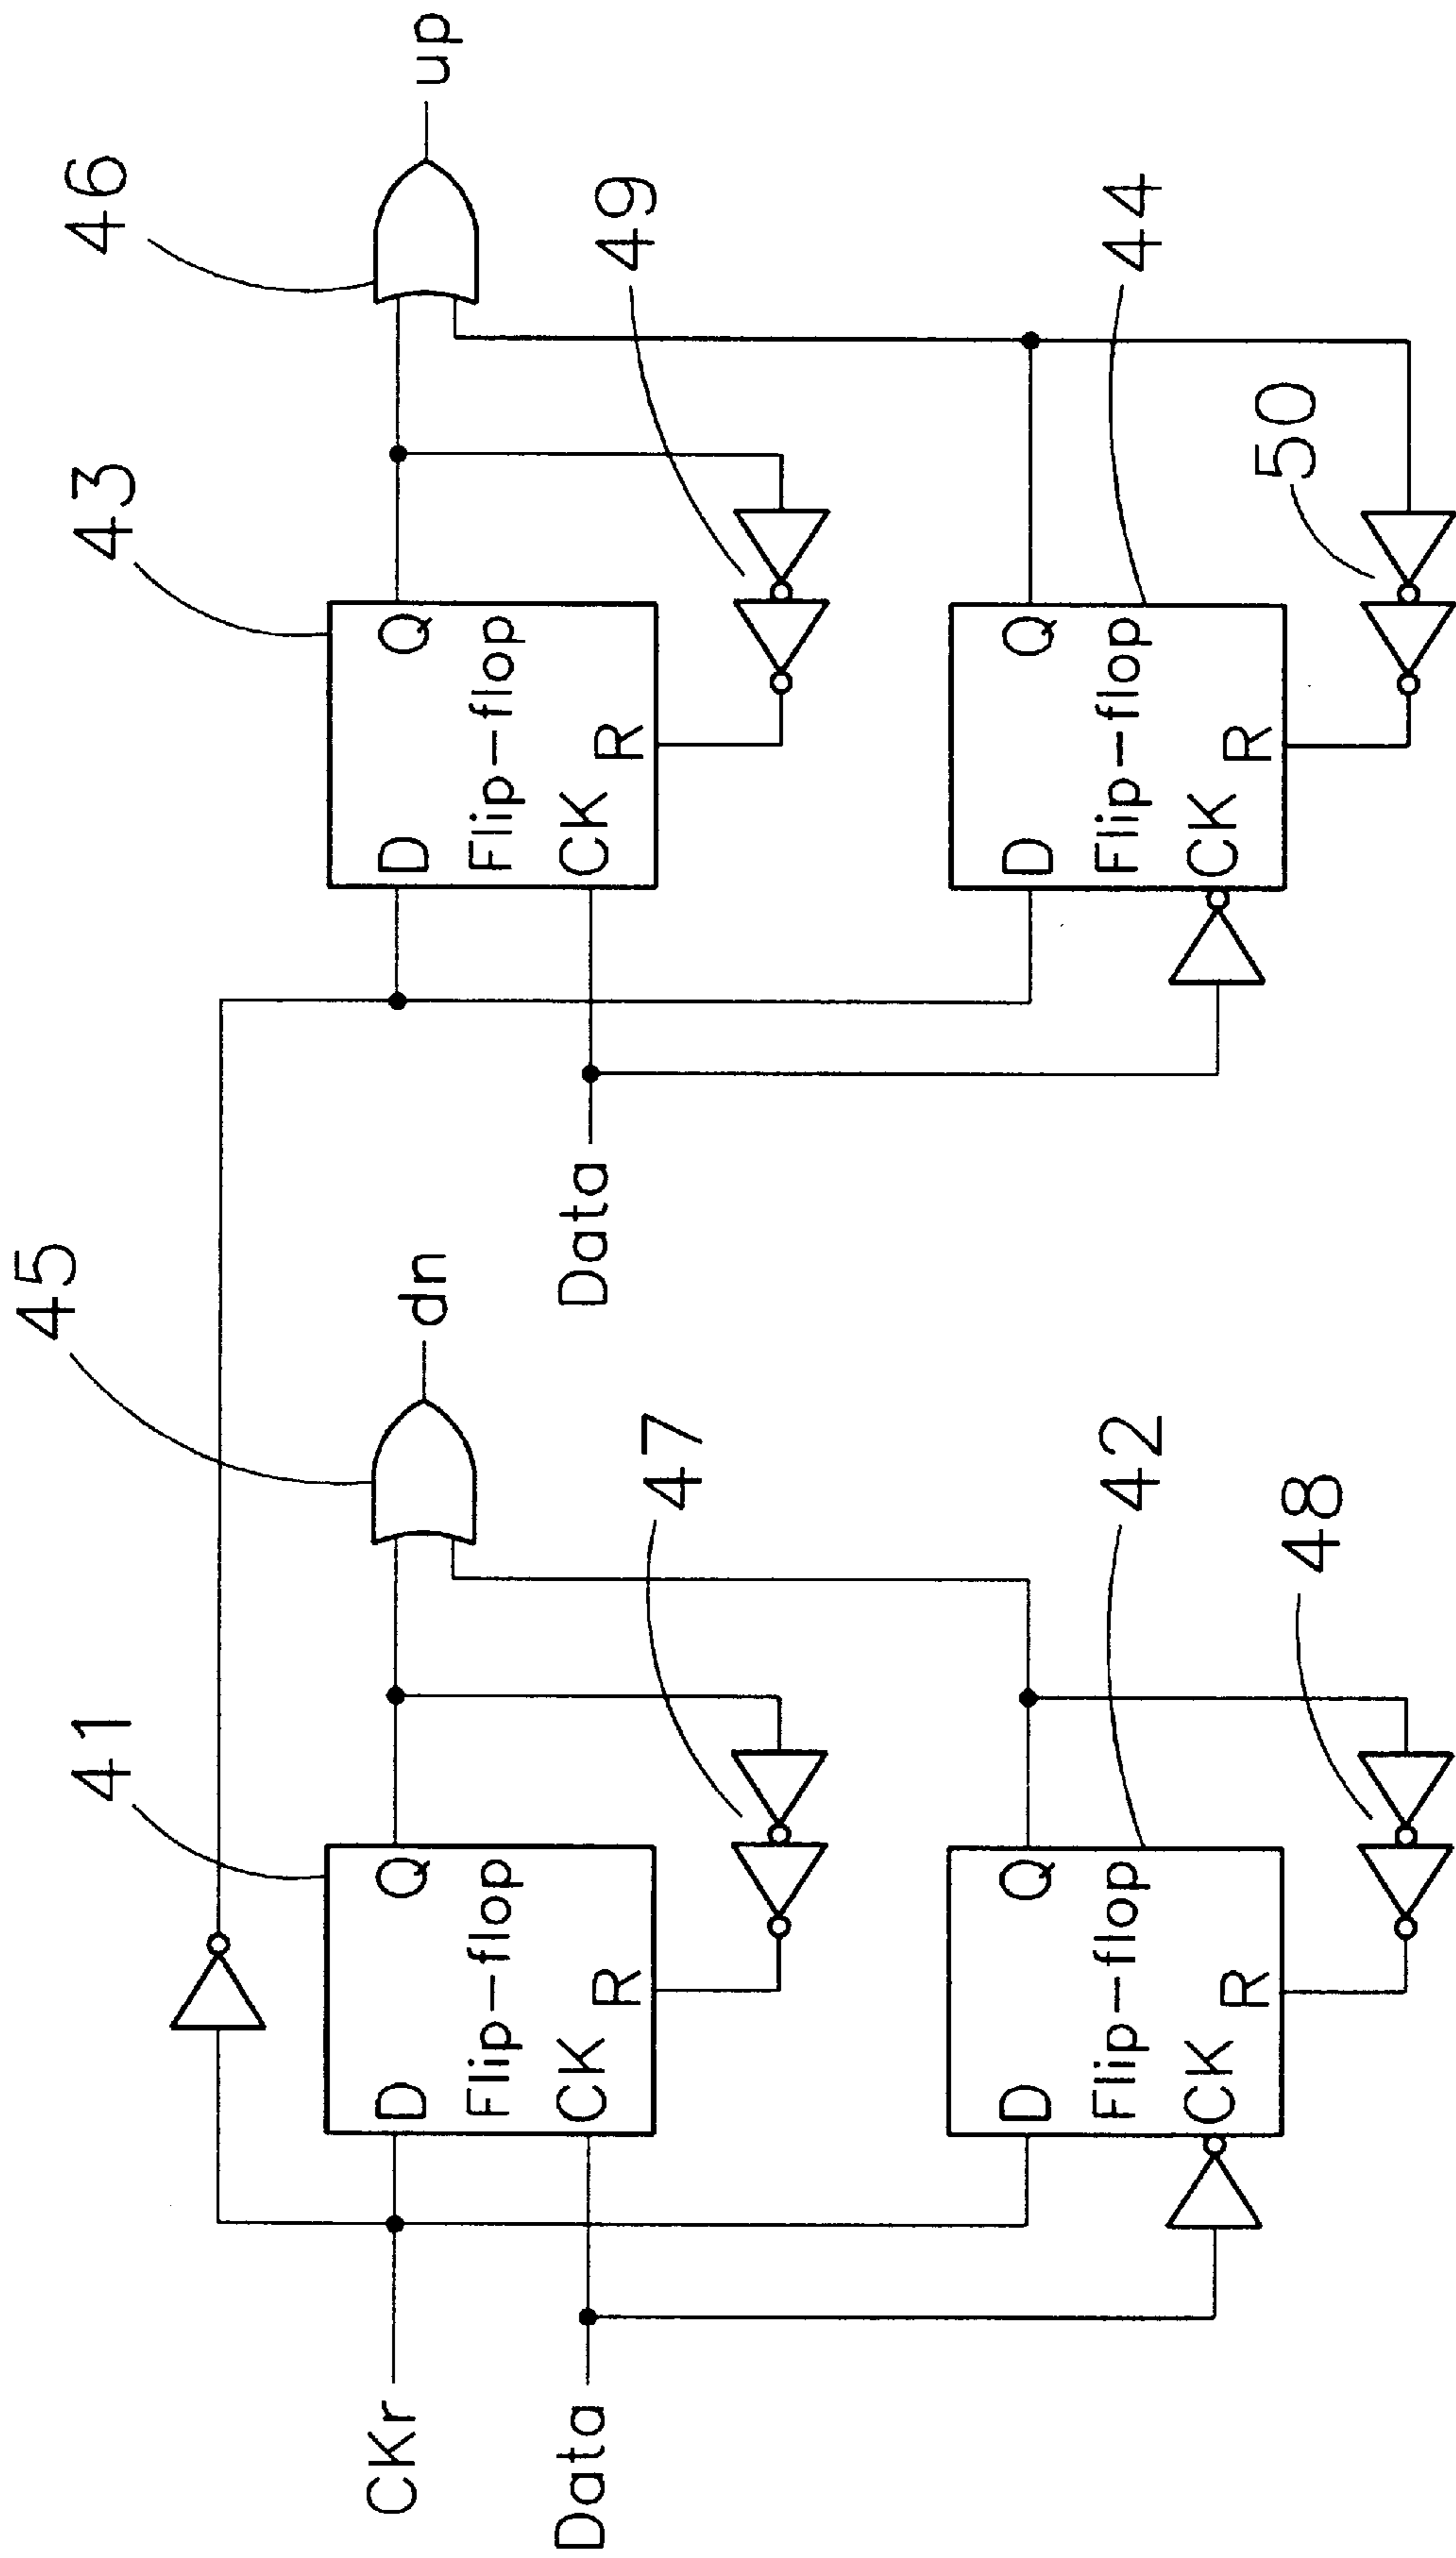 45
46
41
43
dn
up
CKr
D
Q
D
Q
Flip-flop
Flip-flop
Data
CK
R
47
Data
CK
R
49
D
Q
D
Q
Flip-flop
42
Flip-flop
44
CK
R
48
CK
R
50